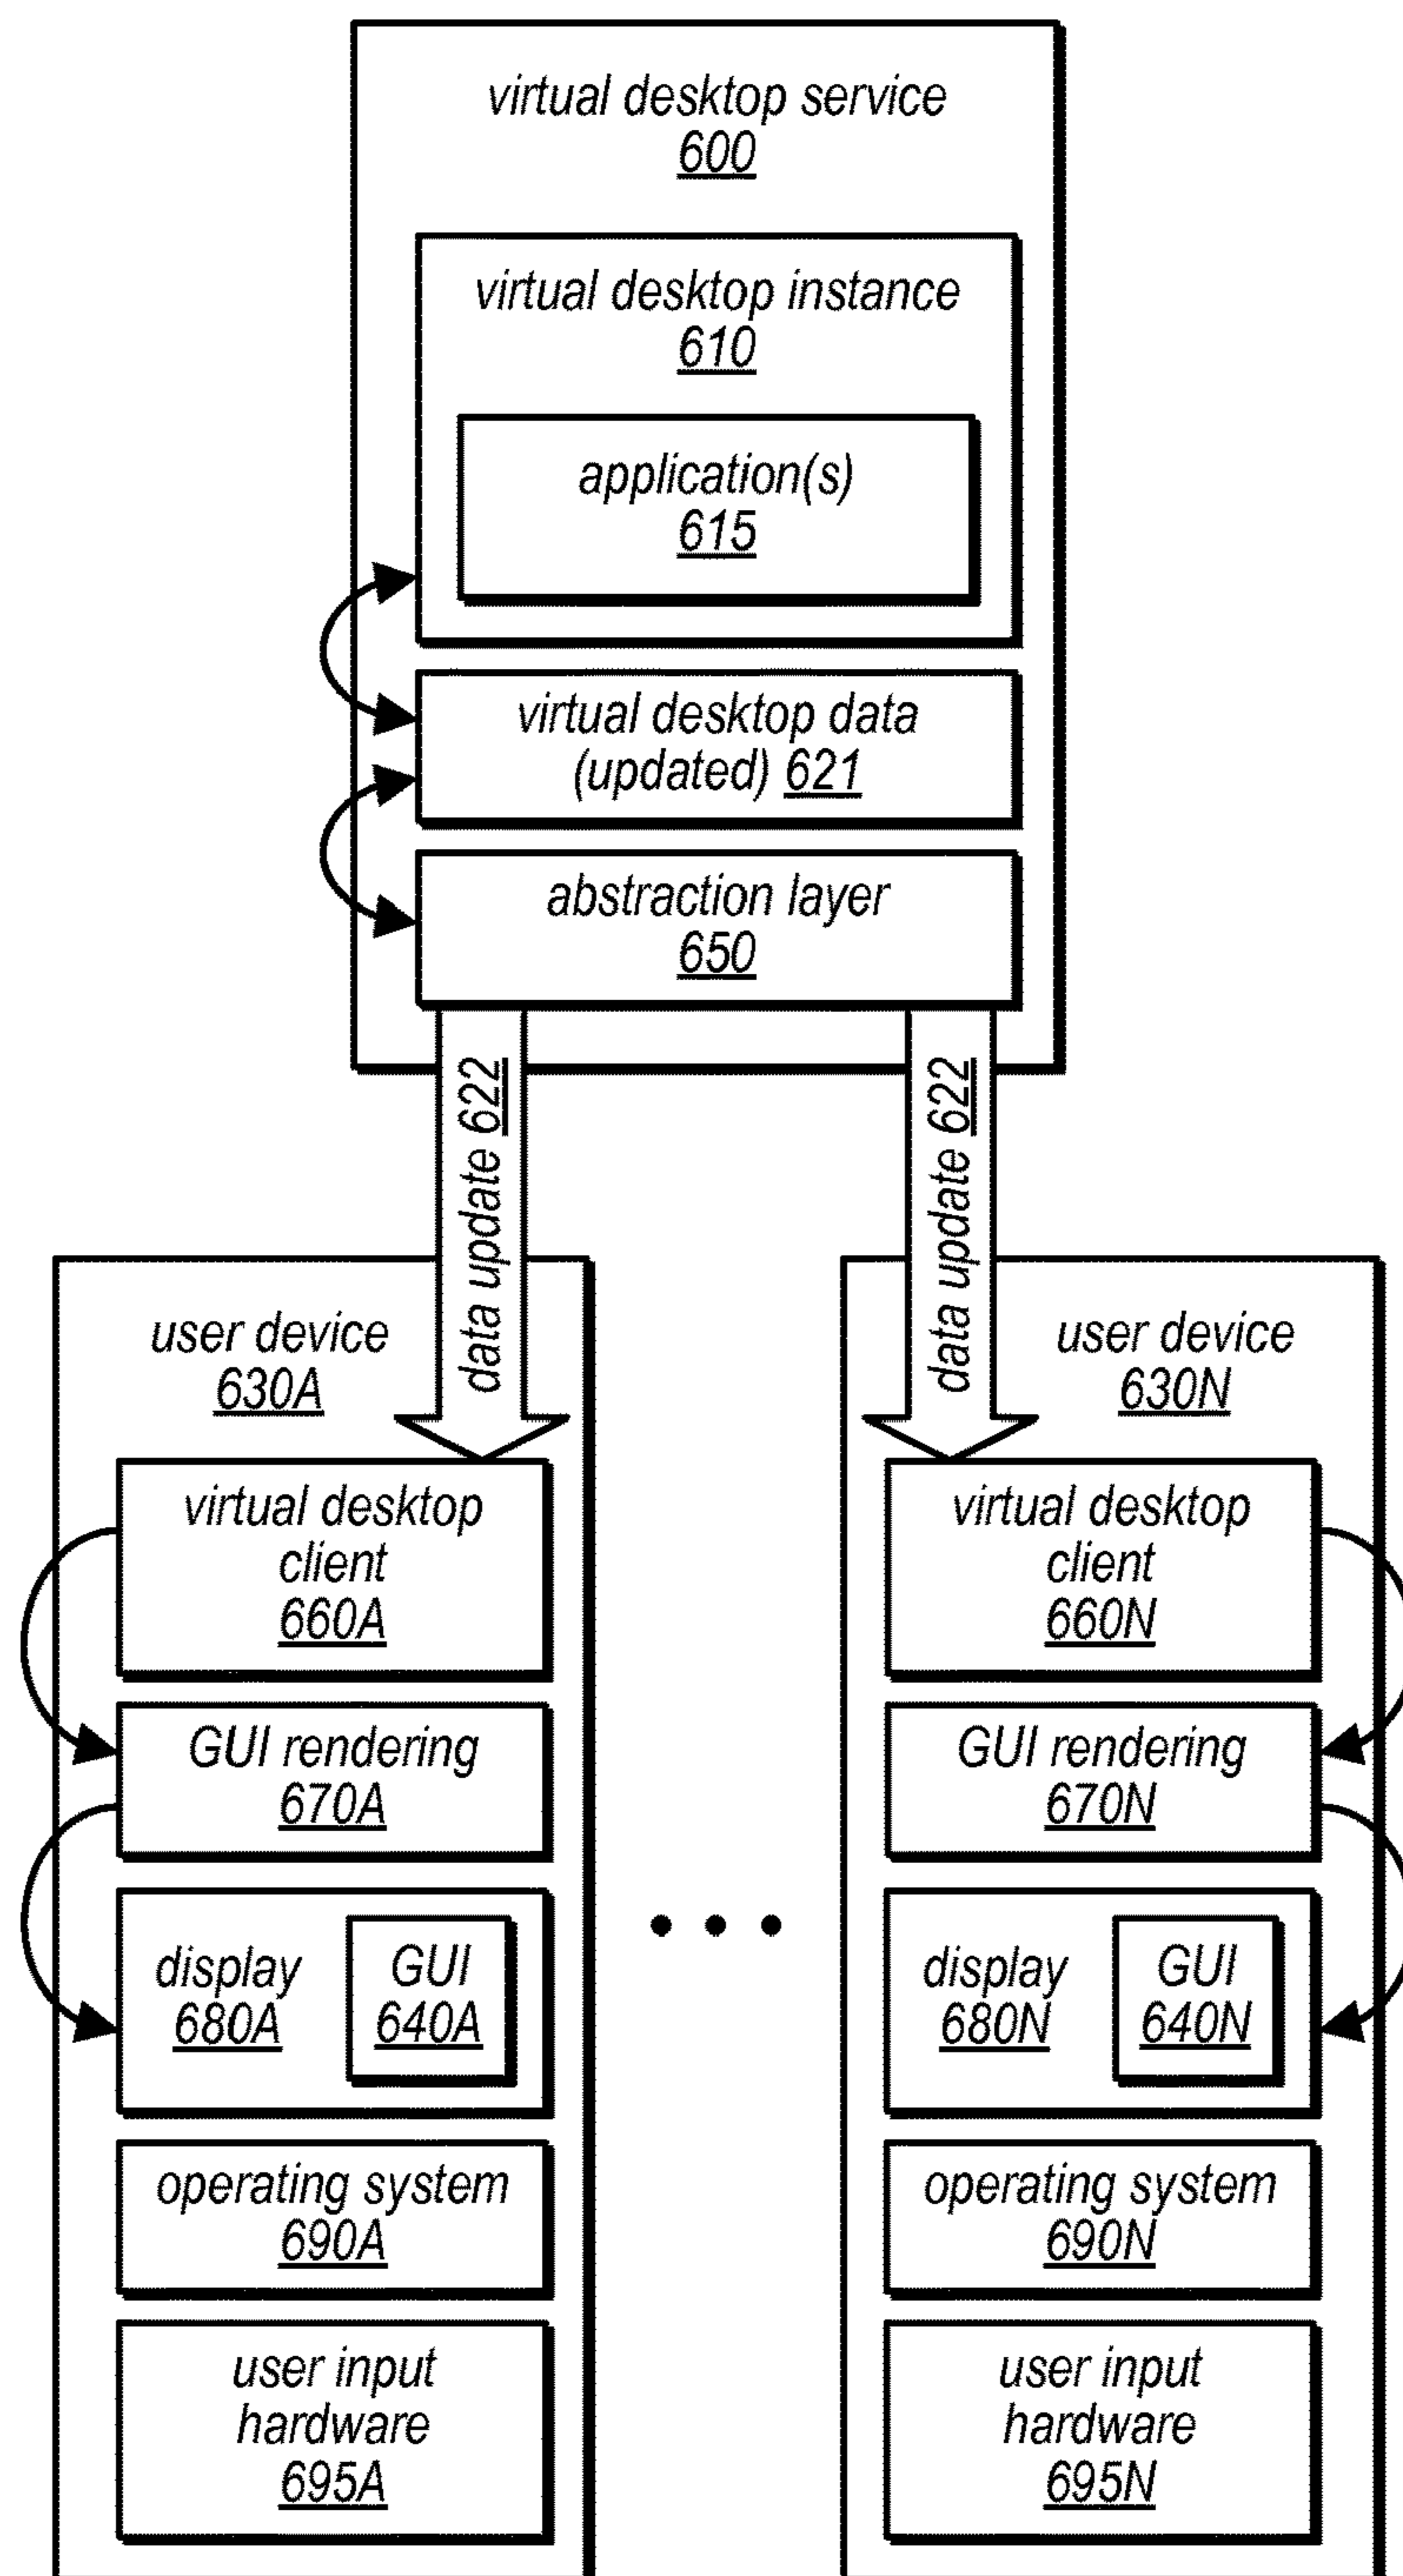 virtual desktop service
600
virtual desktop instance
610
application(s)
615
virtual desktop data
(updated) 621
abstraction layer
650
data update 622
data update 622
user device
630A
virtual desktop
client
660A
GUI rendering
670A
display
680A
GUI
640A
operating system
690A
user input
hardware
695A
user device
630N
virtual desktop
client
660N
GUI rendering
670N
display
680N
GUI
640N
operating system
690N
user input
hardware
695N